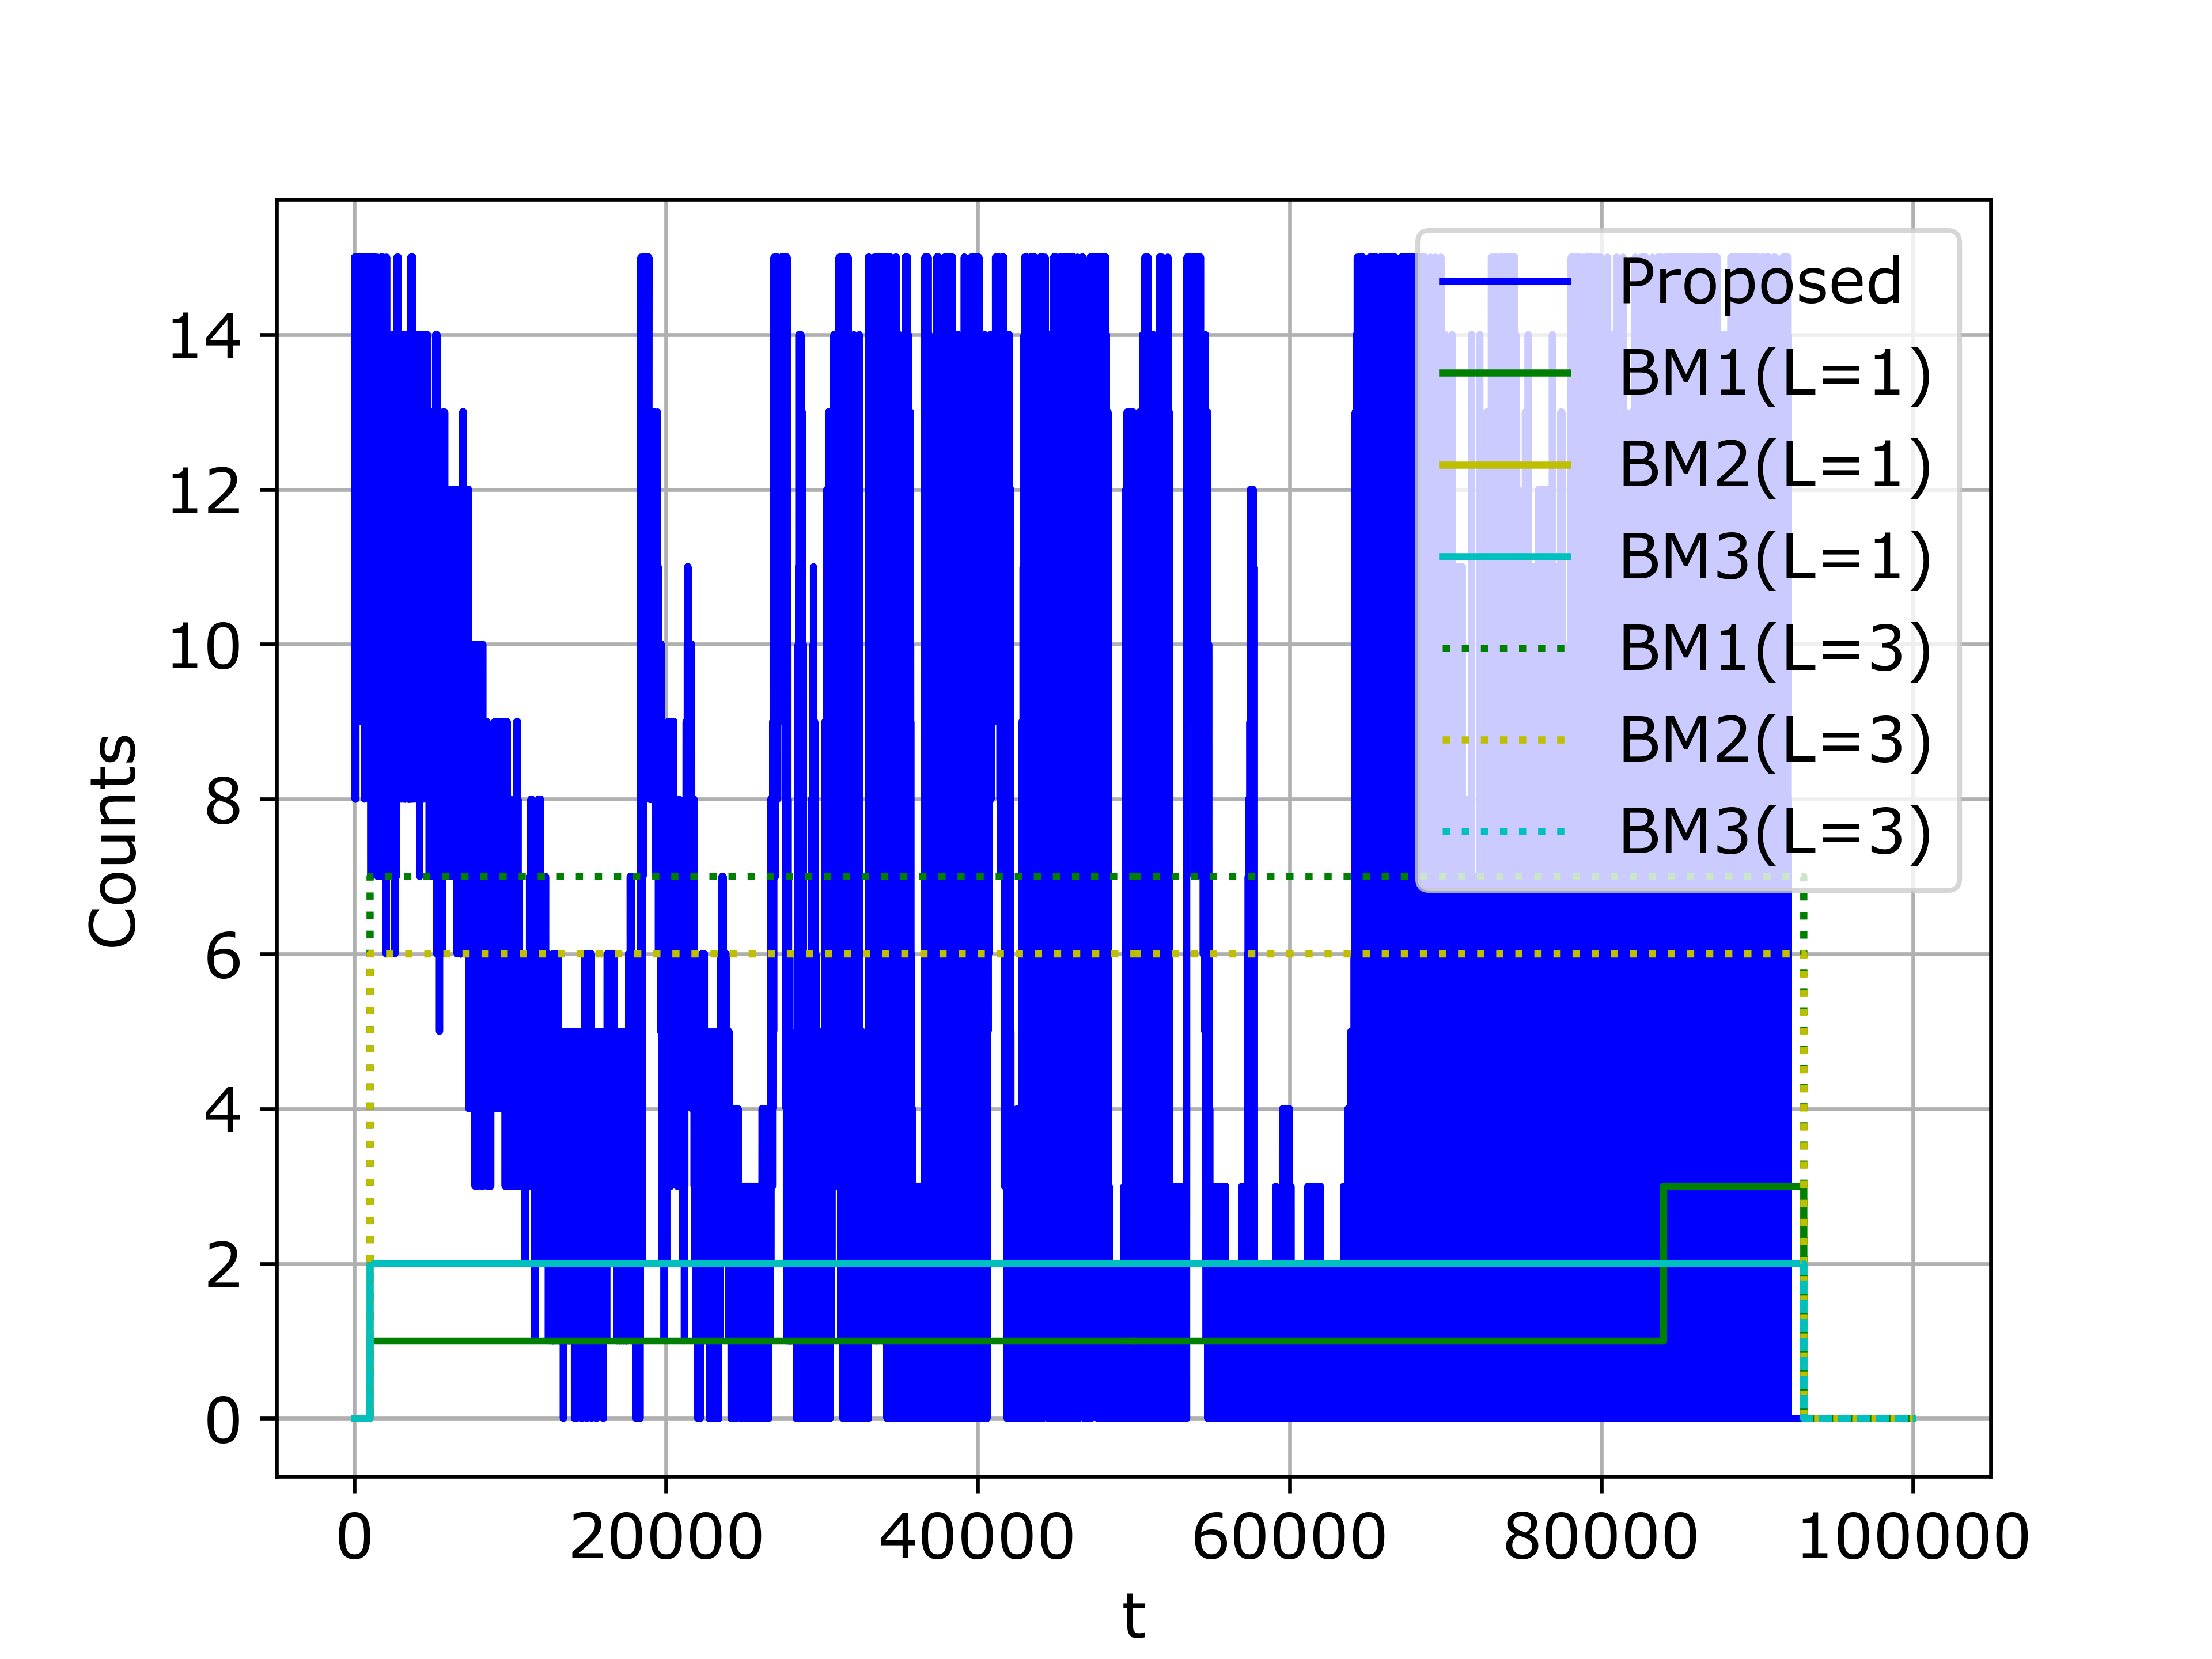 Proposed
BM1(L=1)
BM2(L=1)
BM3(L=1)
BM1(L=3)
BM2(L=3)
BM3(L=3)
14
12
10
8
6
4
2
0
Counts
0 20000 40000 60000 80000 100000
t